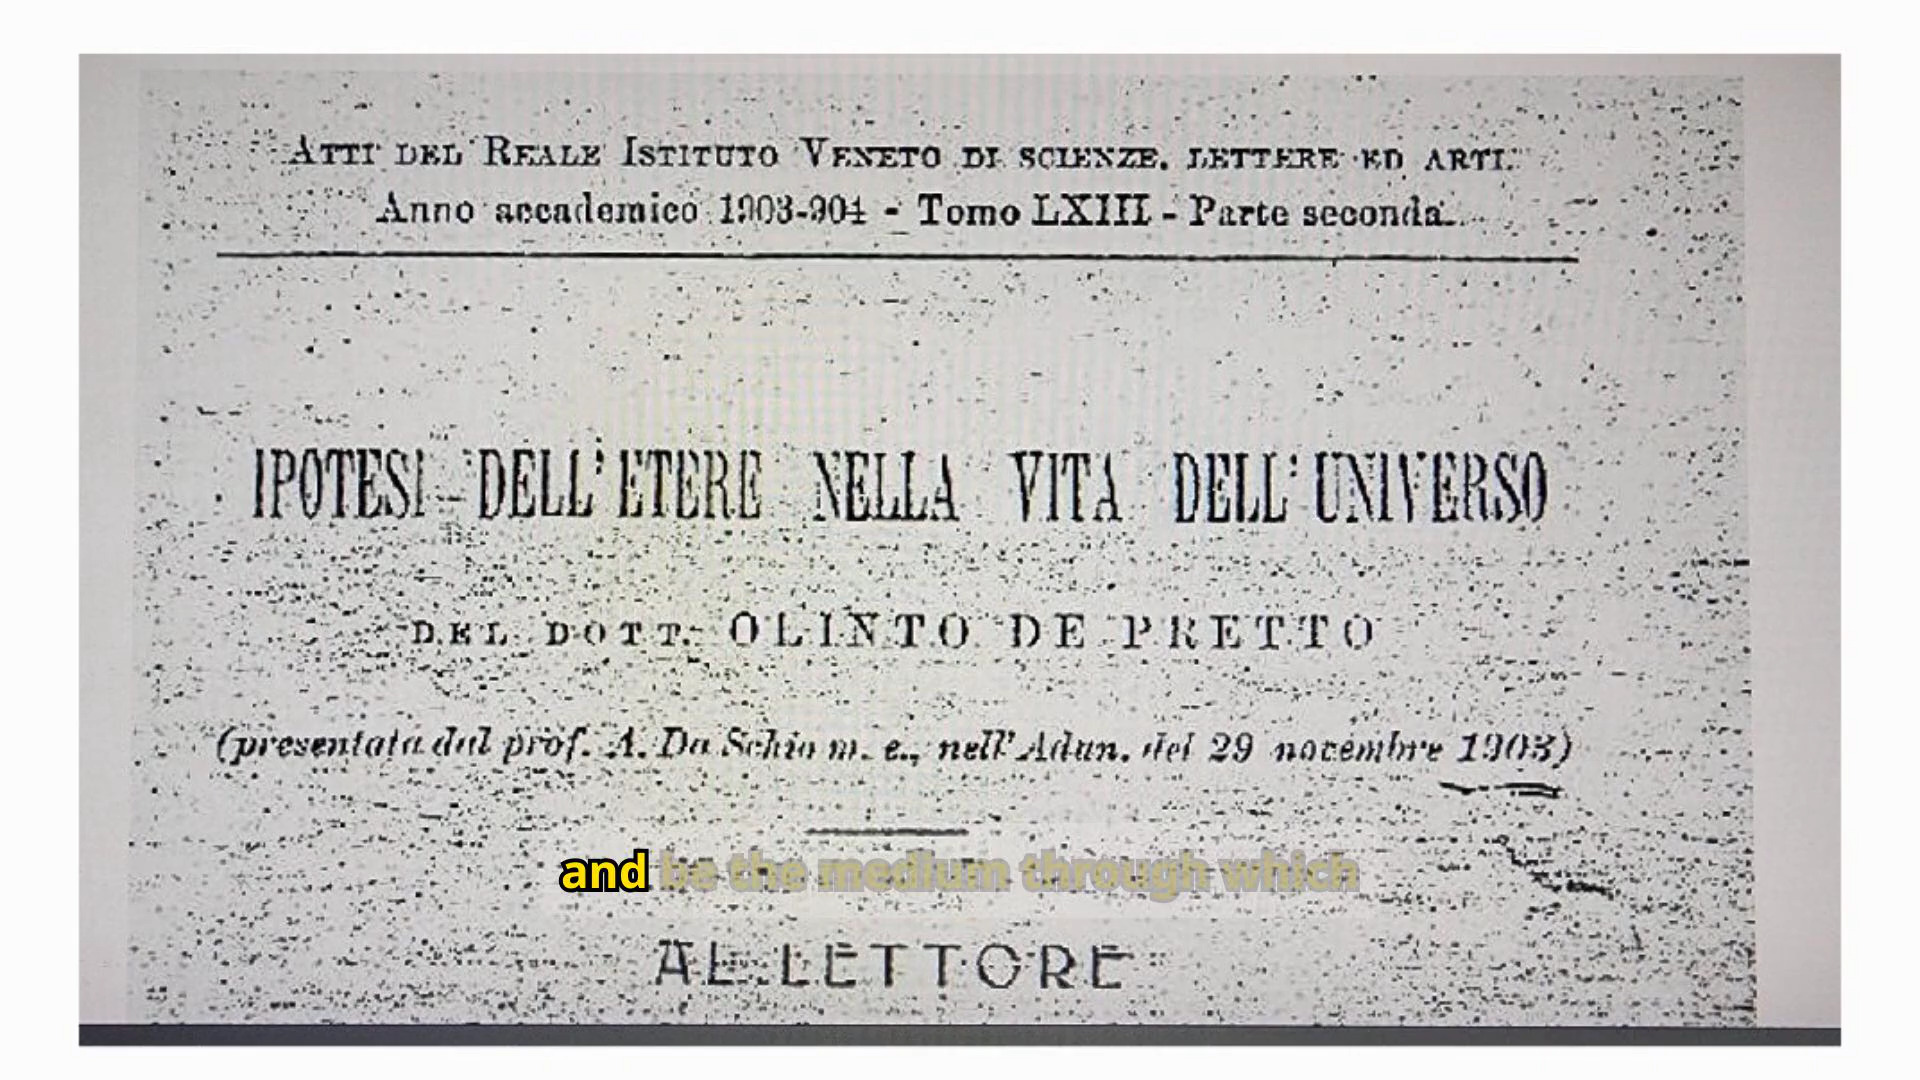 ATTI DEL REALE ISTITUTO VENETO DI SCIENZE, LETTERE ED ARTI.
Anno accademico 1903-904 - Tomo LXIII - Parte seconda.
IPOTESI DELL'ETERE NELLA VITA DELL'UNIVERSO
DEL DOTT. OLINTO DE PRETTO
(presentata dal prof. A. Da Schio m. e., nell'Adun. del 29 novembre 1903)
and be the medium through which
AL LETTORE